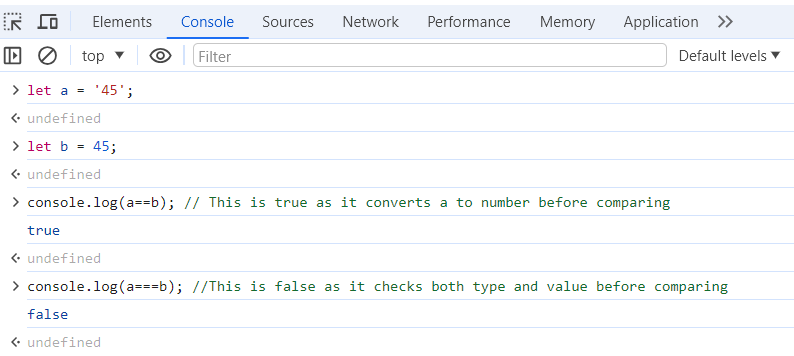 Elements Console Sources Network Performance Memory Application
top Filter Default levels
let a = '45';
undefined
let b = 45;
undefined
console.log(a==b); // This is true as it converts a to number before comparing
true
undefined
console.log(a===b); //This is false as it checks both type and value before comparing
false
undefined